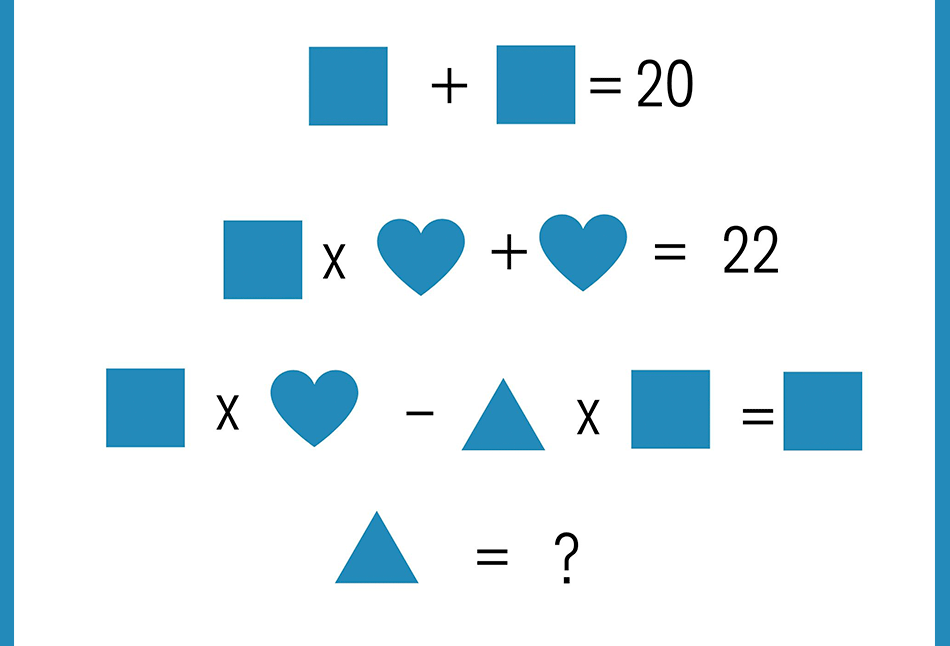 + = 20
x + = 22
x − x =
= ?